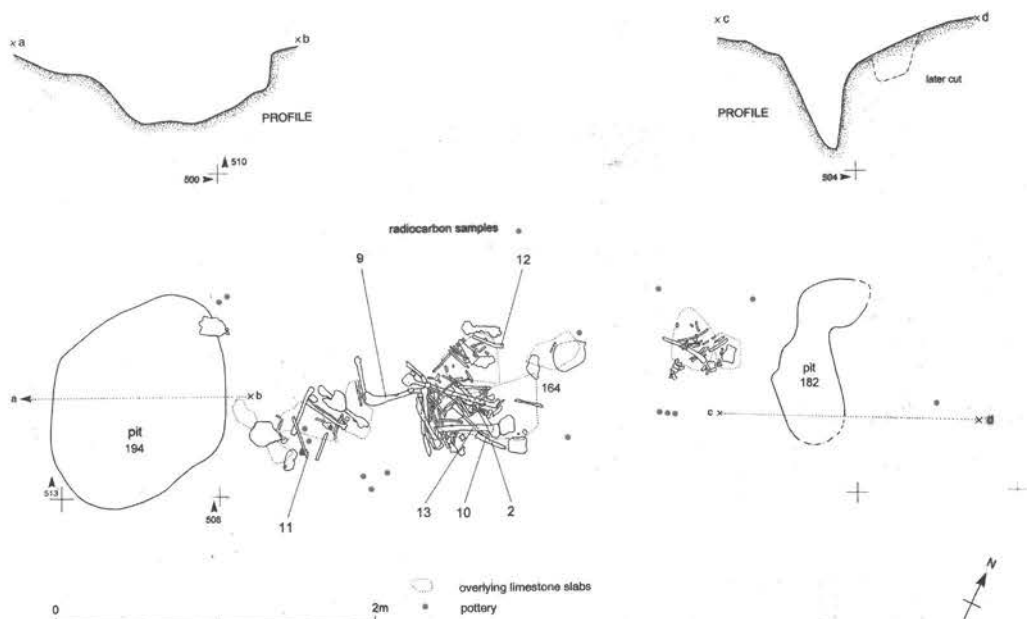 a
b
PROFILE
510
500
c
d
later cut
PROFILE
504
radiocarbon samples
9
12
a
b
pit
194
164
pit
182
c
d
513
508
11
13
10
2
overlying limestone slabs
pottery
0
2m
N